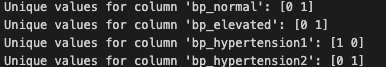 Unique values for column 'bp_normal': [0 1]
Unique values for column 'bp_elevated': [0 1]
Unique values for column 'bp_hypertension1': [1 0]
Unique values for column 'bp_hypertension2': [0 1]